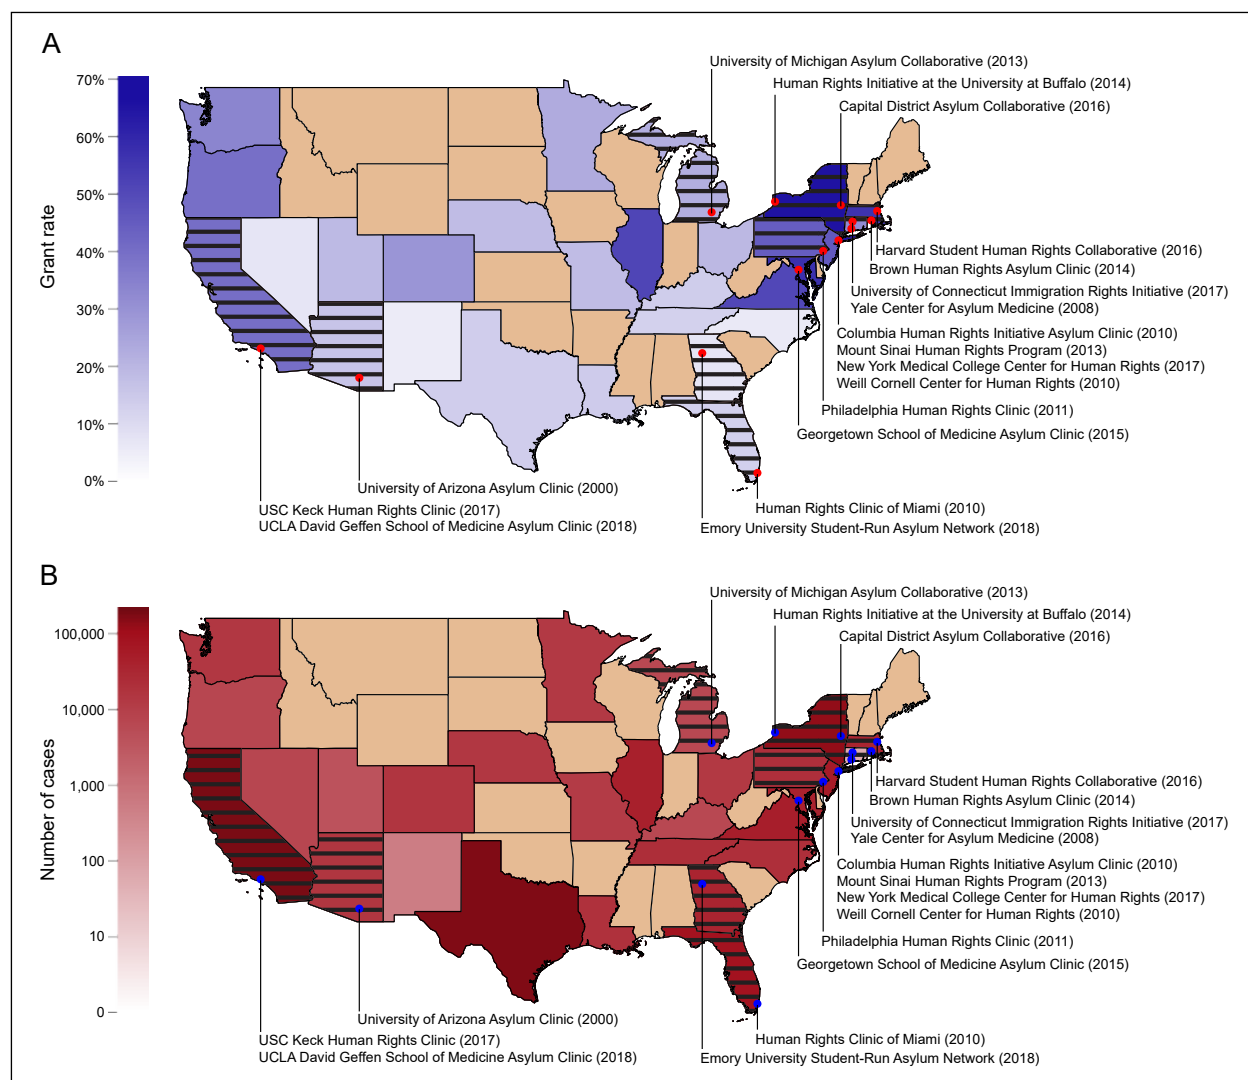 A
University of Michigan Asylum Collaborative (2013)
Human Rights Initiative at the University at Buffalo (2014)
Capital District Asylum Collaborative (2016)
70%
60%
50%
40%
30%
20%
10%
0%
Grant rate
Harvard Student Human Rights Collaborative (2016)
Brown Human Rights Asylum Clinic (2014)
University of Connecticut Immigration Rights Initiative (2017)
Yale Center for Asylum Medicine (2008)
Columbia Human Rights Initiative Asylum Clinic (2010)
Mount Sinai Human Rights Program (2013)
New York Medical College Center for Human Rights (2017)
Weill Cornell Center for Human Rights (2010)
Philadelphia Human Rights Clinic (2011)
Georgetown School of Medicine Asylum Clinic (2015)
University of Arizona Asylum Clinic (2000)
USC Keck Human Rights Clinic (2017)
UCLA David Geffen School of Medicine Asylum Clinic (2018)
Human Rights Clinic of Miami (2010)
Emory University Student-Run Asylum Network (2018)
B
University of Michigan Asylum Collaborative (2013)
Human Rights Initiative at the University at Buffalo (2014)
Capital District Asylum Collaborative (2016)
100,000
10,000
1,000
100
10
0
Number of cases
Harvard Student Human Rights Collaborative (2016)
Brown Human Rights Asylum Clinic (2014)
University of Connecticut Immigration Rights Initiative (2017)
Yale Center for Asylum Medicine (2008)
Columbia Human Rights Initiative Asylum Clinic (2010)
Mount Sinai Human Rights Program (2013)
New York Medical College Center for Human Rights (2017)
Weill Cornell Center for Human Rights (2010)
Philadelphia Human Rights Clinic (2011)
Georgetown School of Medicine Asylum Clinic (2015)
University of Arizona Asylum Clinic (2000)
USC Keck Human Rights Clinic (2017)
UCLA David Geffen School of Medicine Asylum Clinic (2018)
Human Rights Clinic of Miami (2010)
Emory University Student-Run Asylum Network (2018)